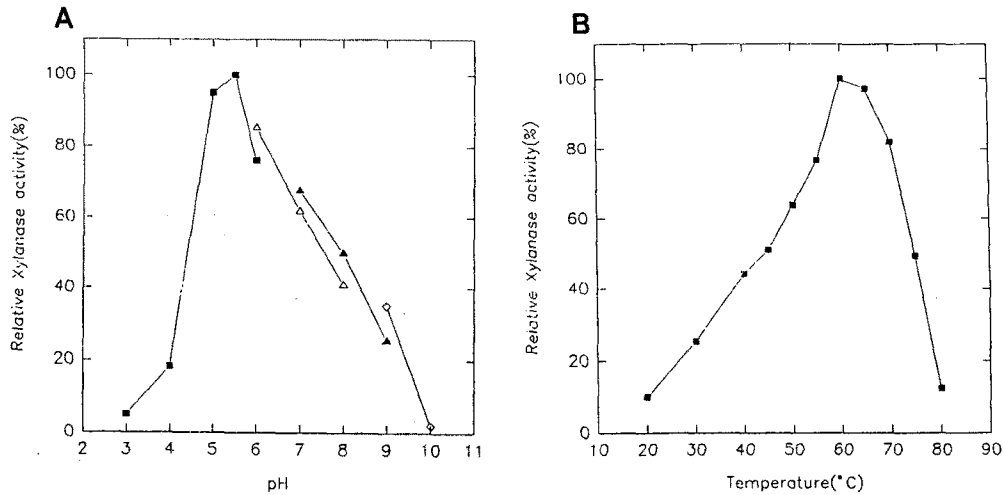 A
Relative Xylanase activity(%)
100
80
60
40
20
0
2 3 4 5 6 7 8 9 10 11
pH
B
Relative Xylanase activity(%)
100
80
60
40
20
0
10 20 30 40 50 60 70 80 90
Temperature(°C)